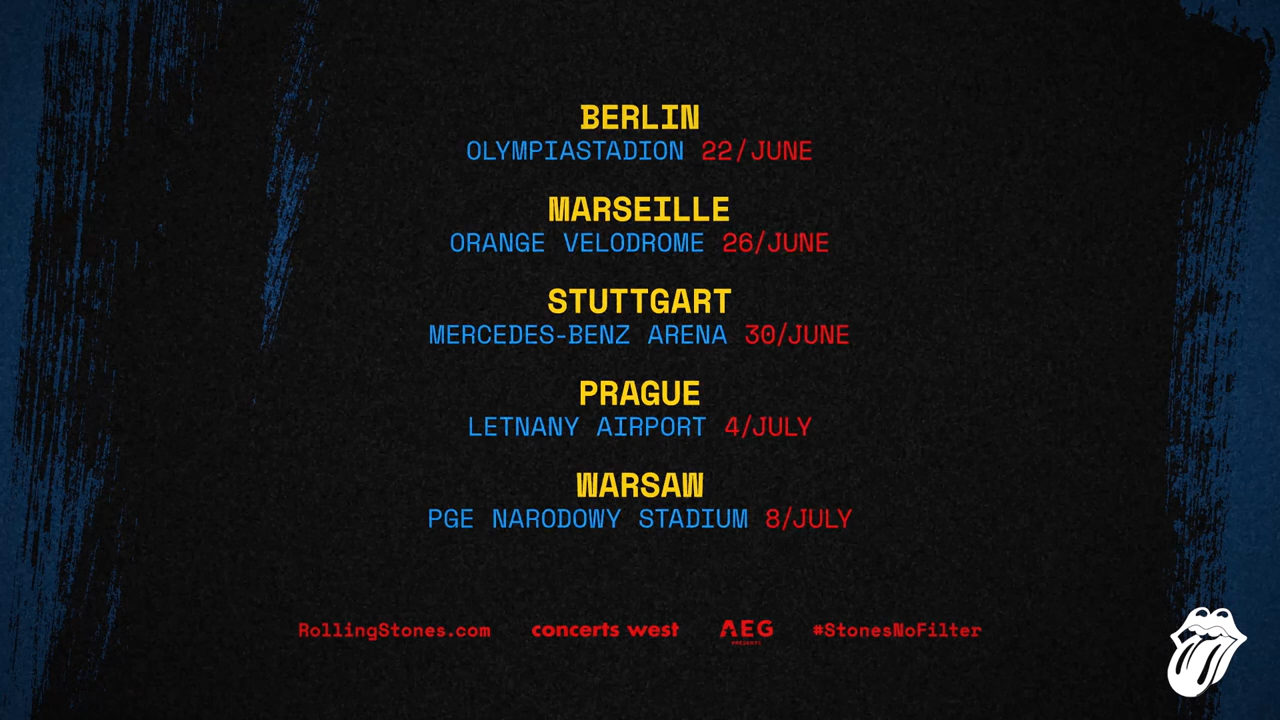 BERLIN
OLYMPIASTADION 22/JUNE
MARSEILLE
ORANGE VELODROME 26/JUNE
STUTTGART
MERCEDES-BENZ ARENA 30/JUNE
PRAGUE
LETNANY AIRPORT 4/JULY
WARSAW
PGE NARODOWY STADIUM 8/JULY
RollingStones.com concerts west AEG PRESENTS #StonesNoFilter